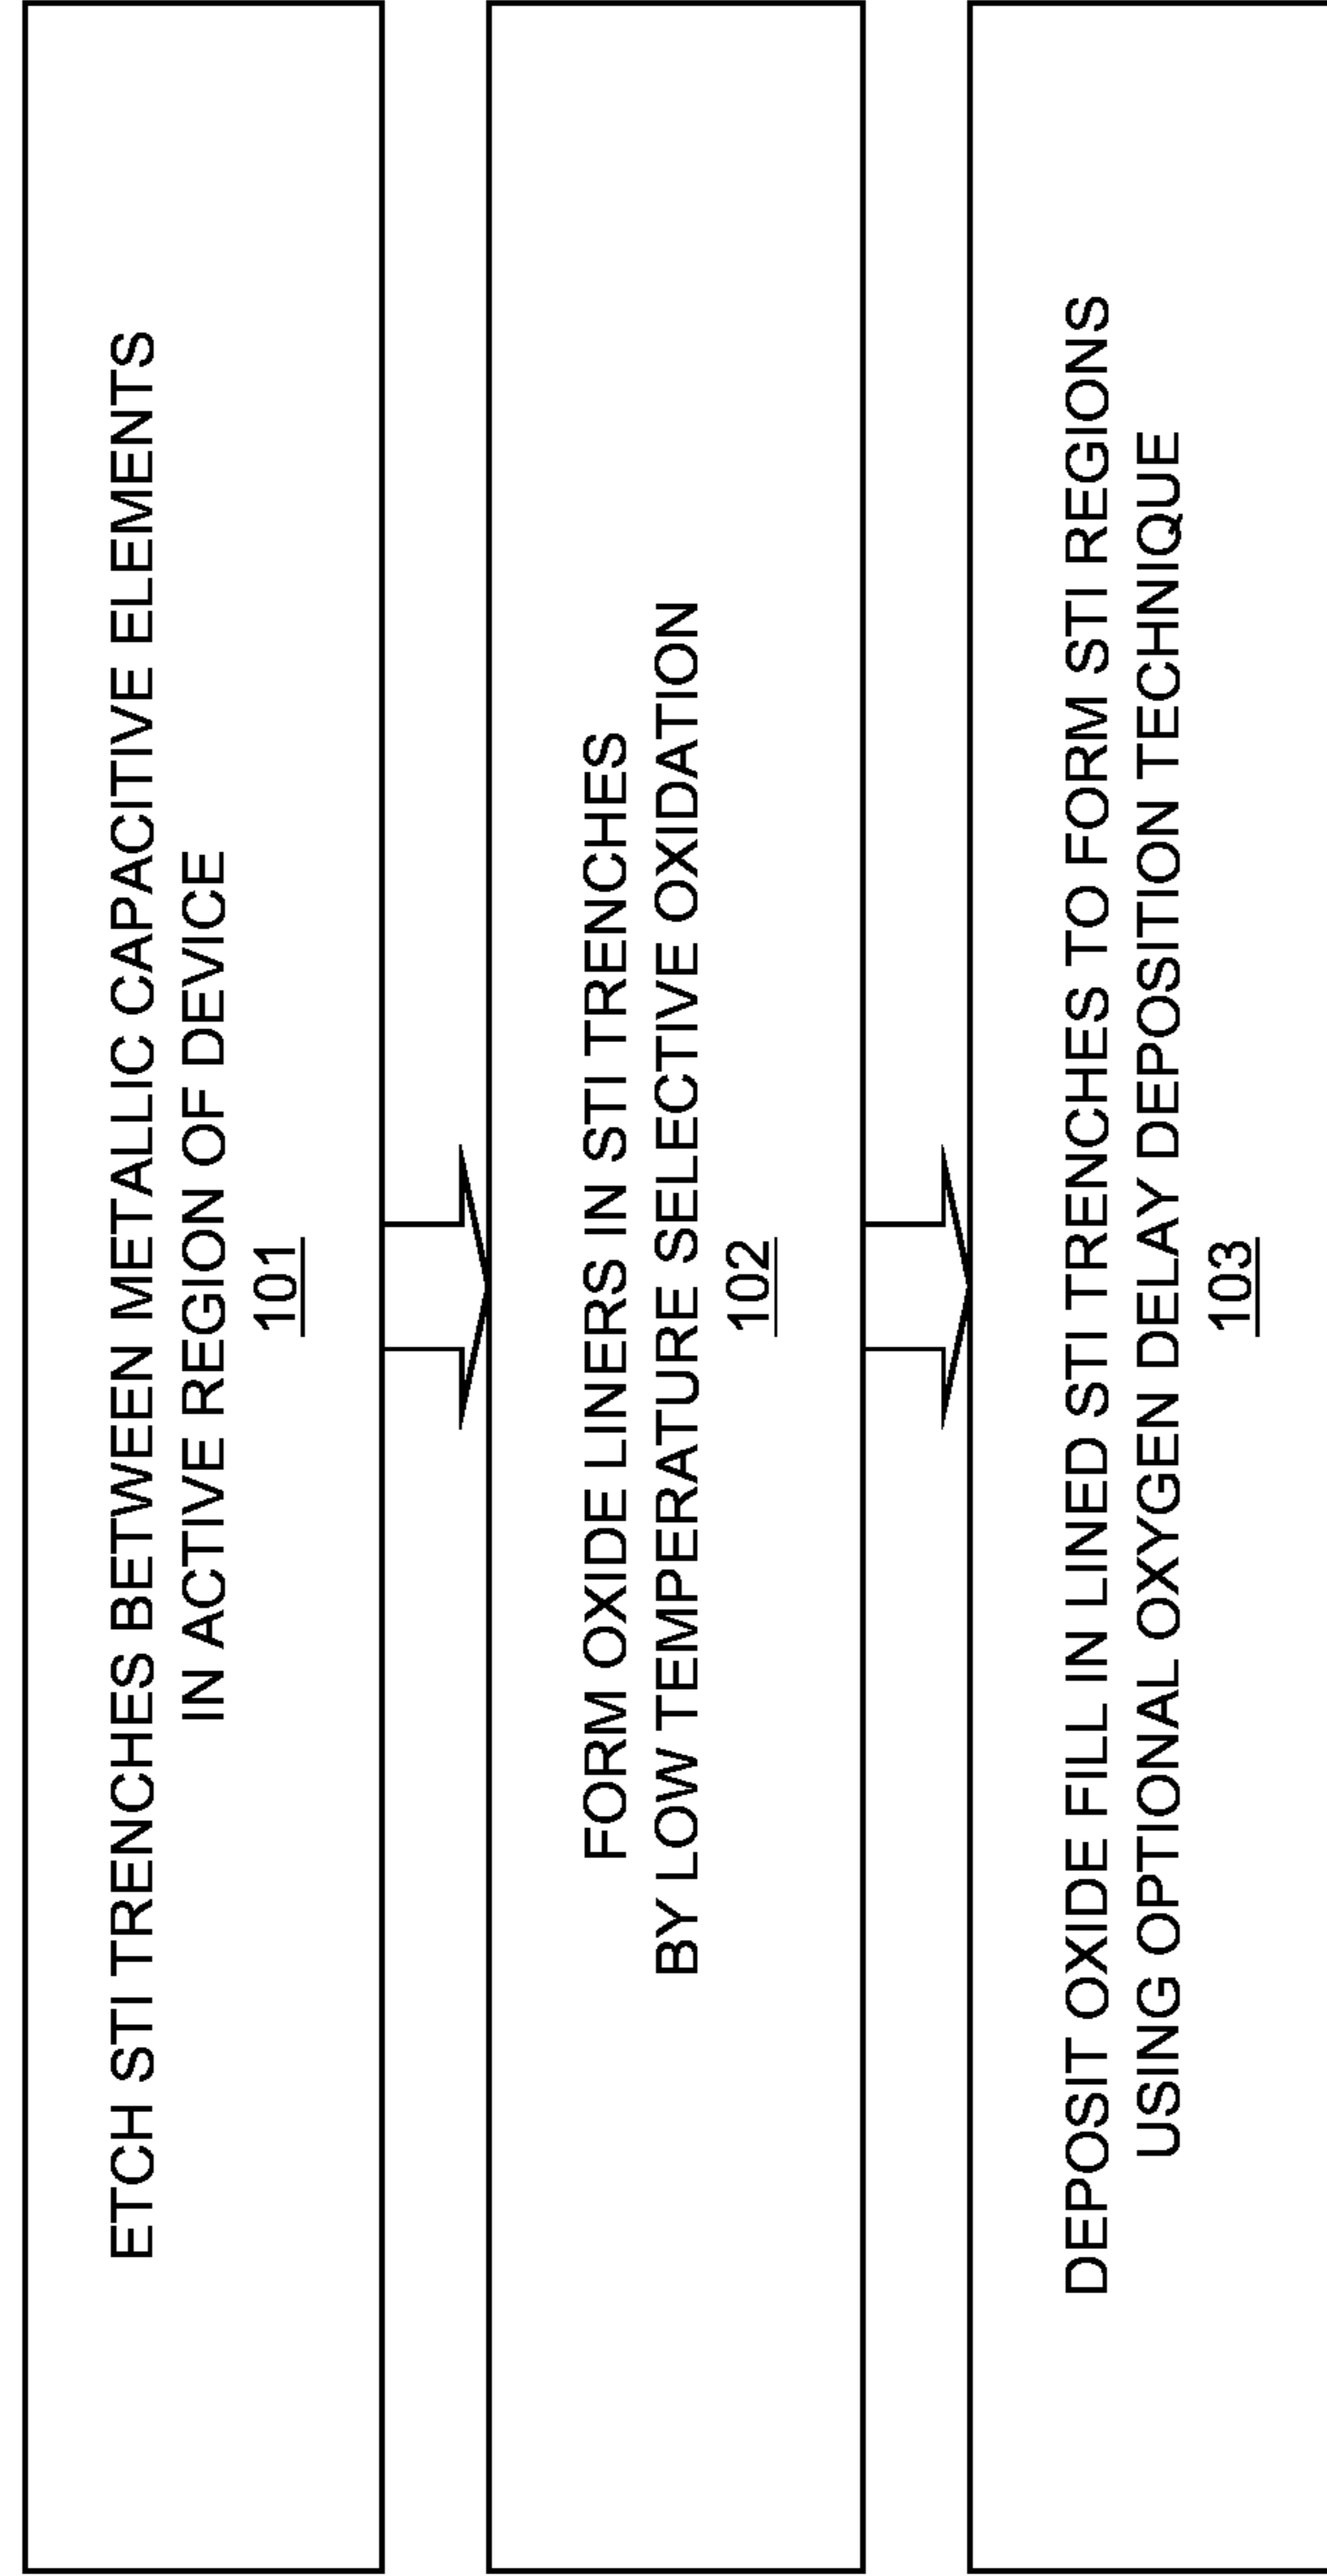 ETCH STI TRENCHES BETWEEN METALLIC CAPACITIVE ELEMENTS
IN ACTIVE REGION OF DEVICE
101
FORM OXIDE LINERS IN STI TRENCHES
BY LOW TEMPERATURE SELECTIVE OXIDATION
102
DEPOSIT OXIDE FILL IN LINED STI TRENCHES TO FORM STI REGIONS
USING OPTIONAL OXYGEN DELAY DEPOSITION TECHNIQUE
103